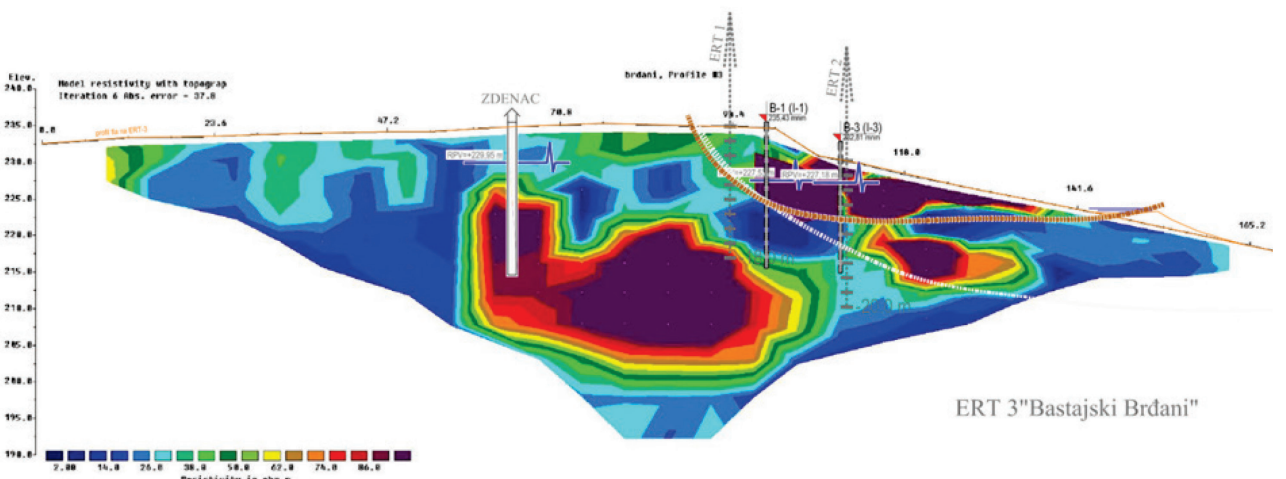 Elev.
240.0
235.0
230.0
225.0
220.0
215.0
210.0
205.0
200.0
195.0
190.0
Model resistivity with topograp
Iteration 6 Abs. error - 37.8
brđani, Profile 03
ERT 1
ERT 2
ZDENAC
B-1 (I-1)
235,43 mnm
B-3 (I-3)
0.0
23.6
47.2
70.8
94.4
118.0
141.6
165.2
RPV=+229,95 m
RPV=+227,18 m
ERT 3"Bastajski Brđani"
2.00 14.0 26.0 38.0 50.0 62.0 74.0 86.0